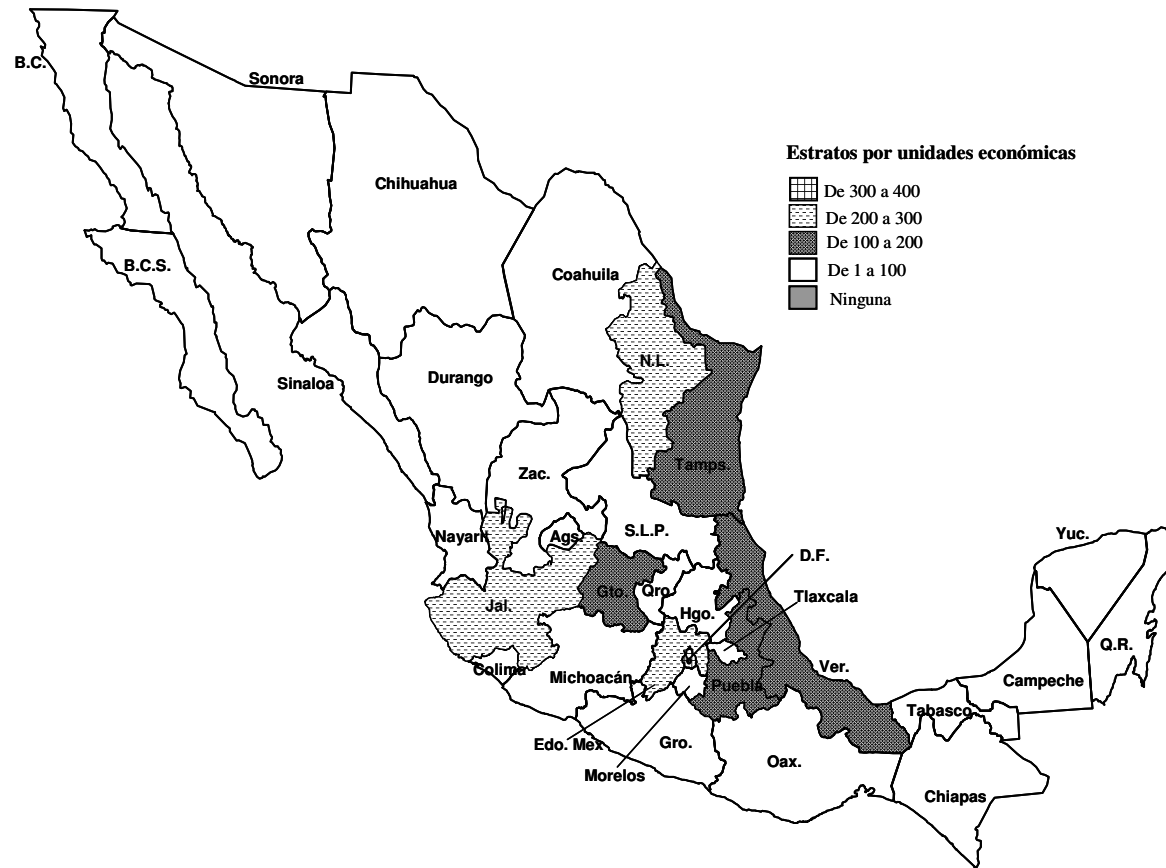 B.C.
Sonora
Chihuahua
Estratos por unidades económicas
De 300 a 400
De 200 a 300
De 100 a 200
De 1 a 100
Ninguna
B.C.S.
Coahuila
N.L.
Sinaloa
Durango
Tamps.
Zac.
Nayarit
Ags.
S.L.P.
Yuc.
D.F.
Gto.
Qro.
Tlaxcala
Jal.
Hgo.
Q.R.
Ver.
Colima
Michoacán
Puebla
Campeche
Tabasco
Edo. Mex
Gro.
Oax.
Morelos
Chiapas